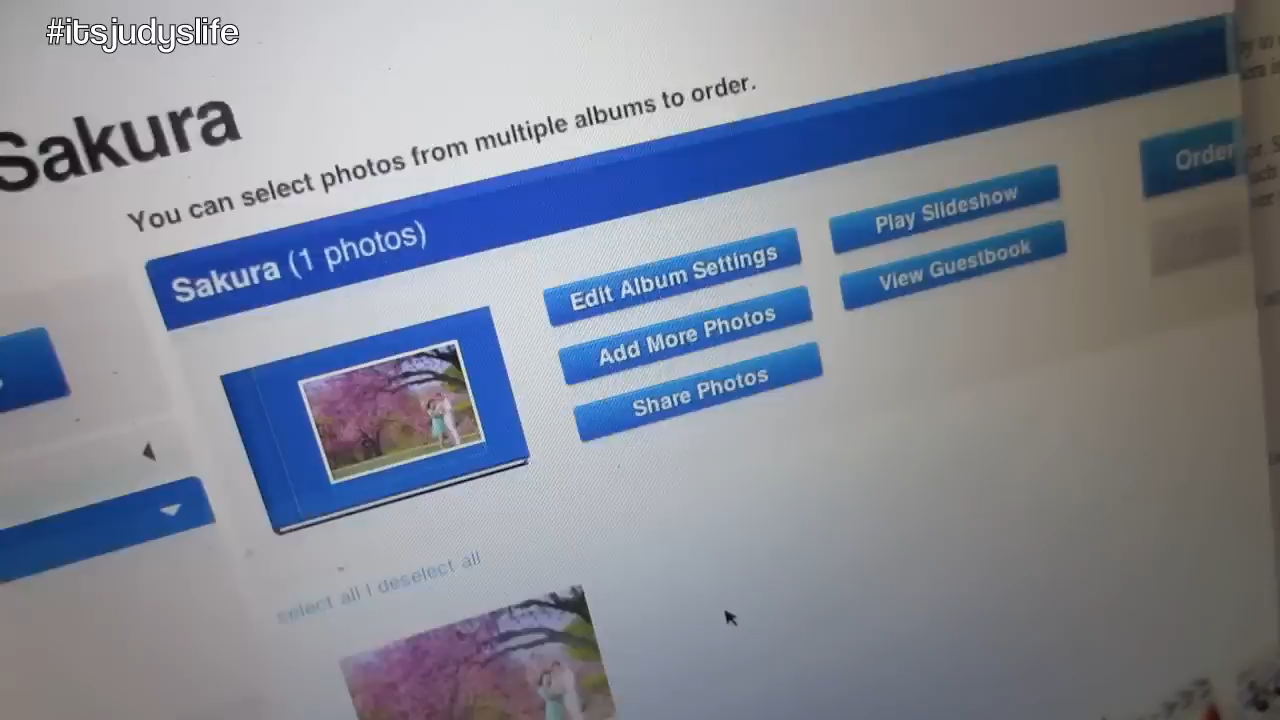 #itsjudyslife
Sakura
You can select photos from multiple albums to order.
Sakura (1 photos)
Edit Album Settings
Play Slideshow
Order
Add More Photos
View Guestbook
Share Photos
select all | deselect all